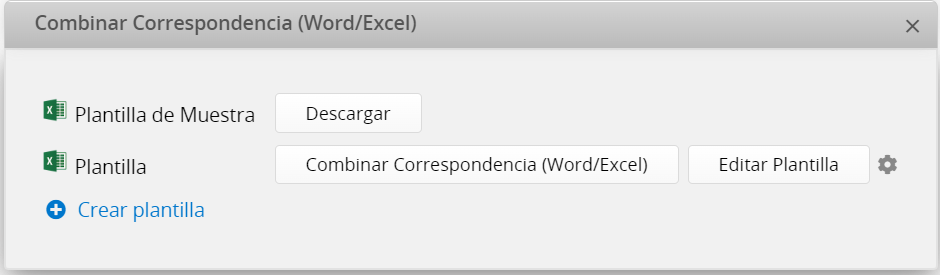 Combinar Correspondencia (Word/Excel)
Plantilla de Muestra Descargar
Plantilla Combinar Correspondencia (Word/Excel) Editar Plantilla
Crear plantilla